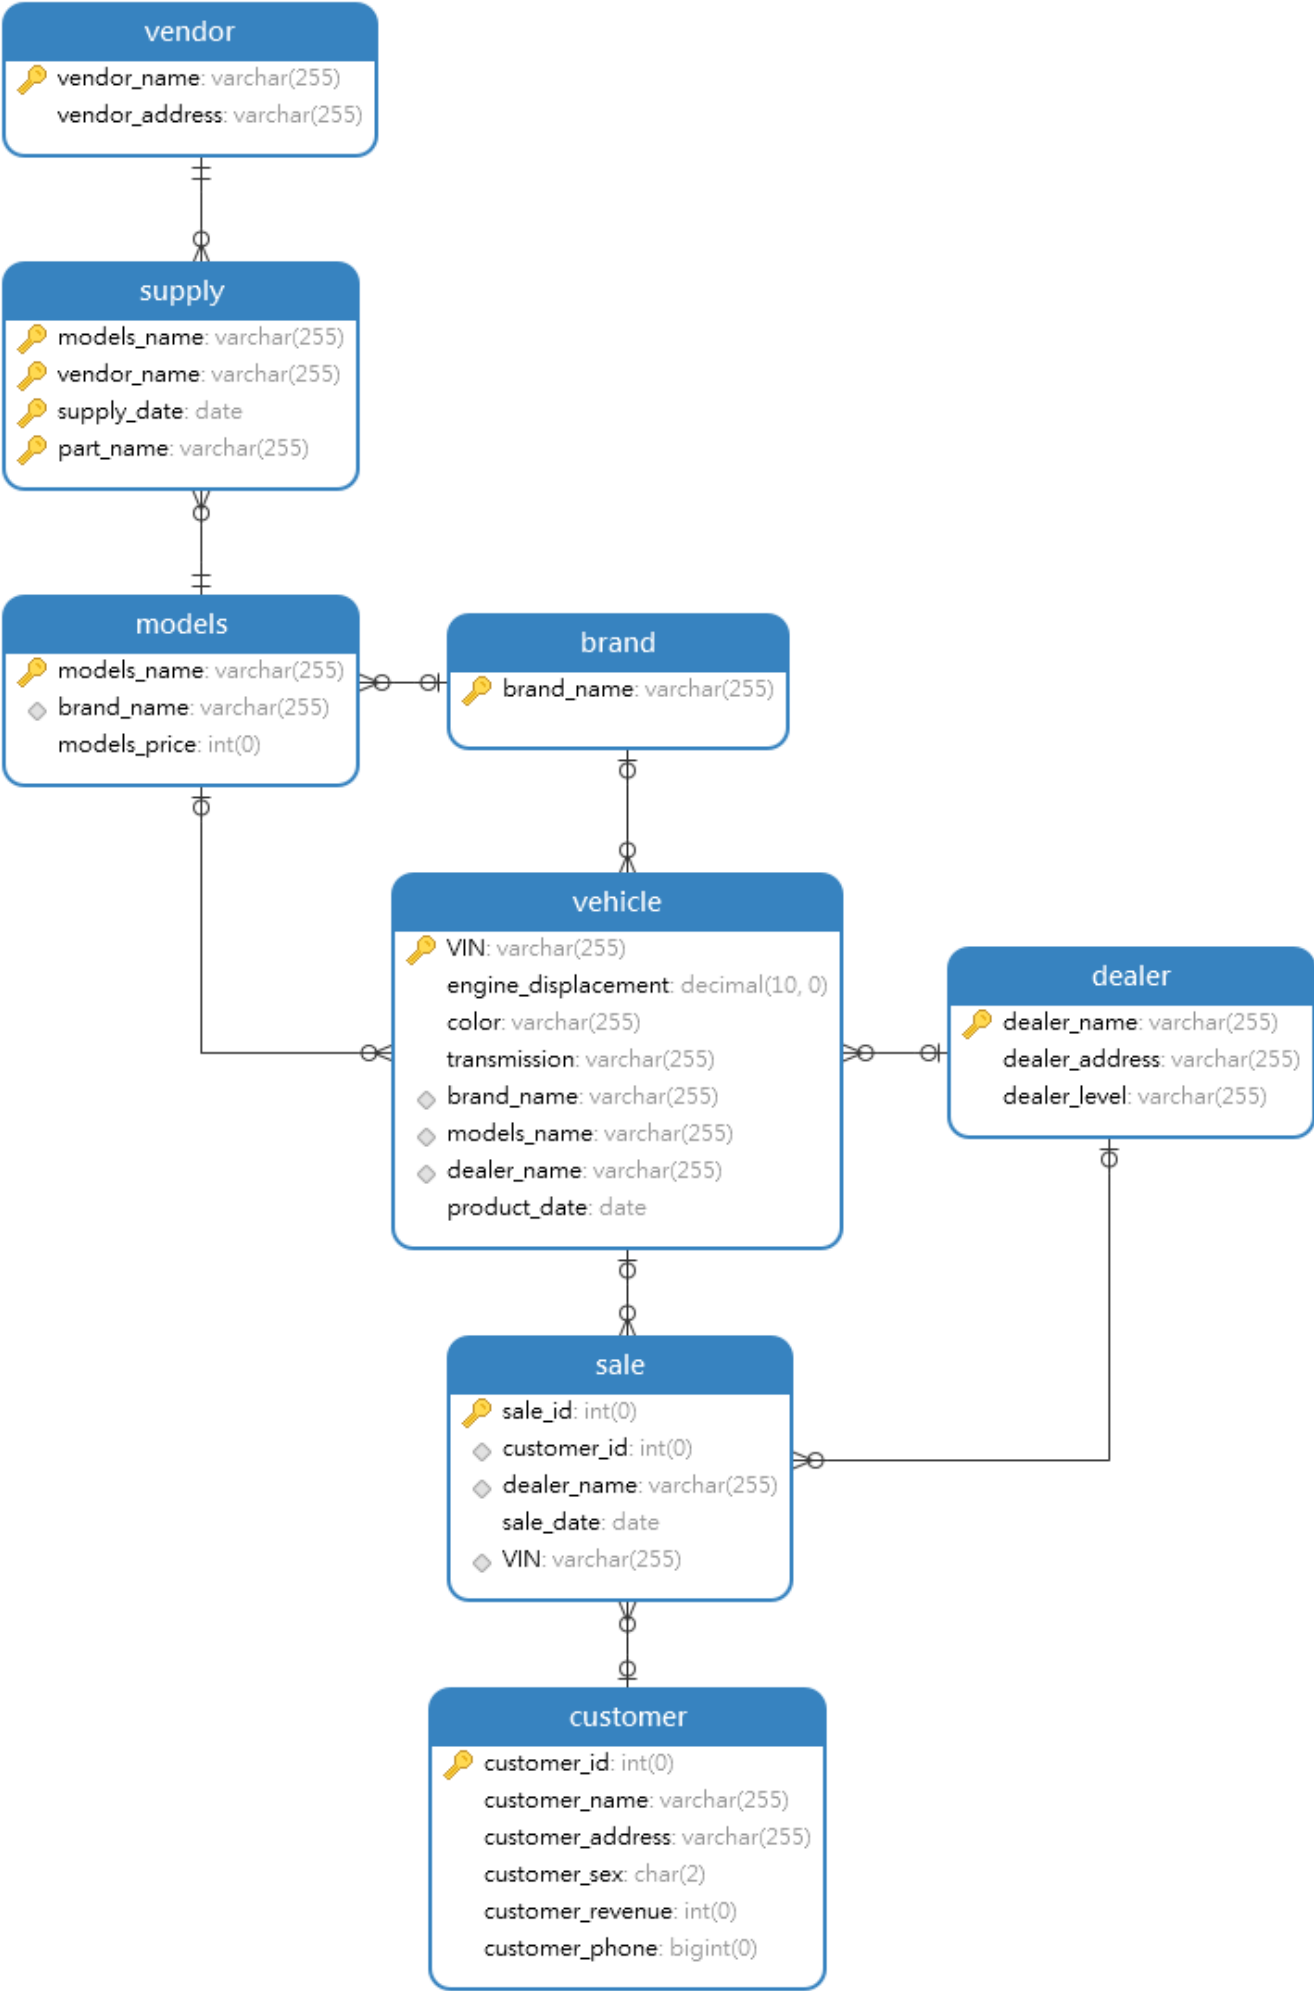 vendor
vendor_name: varchar(255)
vendor_address: varchar(255)
supply
models_name: varchar(255)
vendor_name: varchar(255)
supply_date: date
part_name: varchar(255)
models
models_name: varchar(255)
brand_name: varchar(255)
models_price: int(0)
brand
brand_name: varchar(255)
vehicle
VIN: varchar(255)
engine_displacement: decimal(10, 0)
color: varchar(255)
transmission: varchar(255)
brand_name: varchar(255)
models_name: varchar(255)
dealer_name: varchar(255)
product_date: date
dealer
dealer_name: varchar(255)
dealer_address: varchar(255)
dealer_level: varchar(255)
sale
sale_id: int(0)
customer_id: int(0)
dealer_name: varchar(255)
sale_date: date
VIN: varchar(255)
customer
customer_id: int(0)
customer_name: varchar(255)
customer_address: varchar(255)
customer_sex: char(2)
customer_revenue: int(0)
customer_phone: bigint(0)